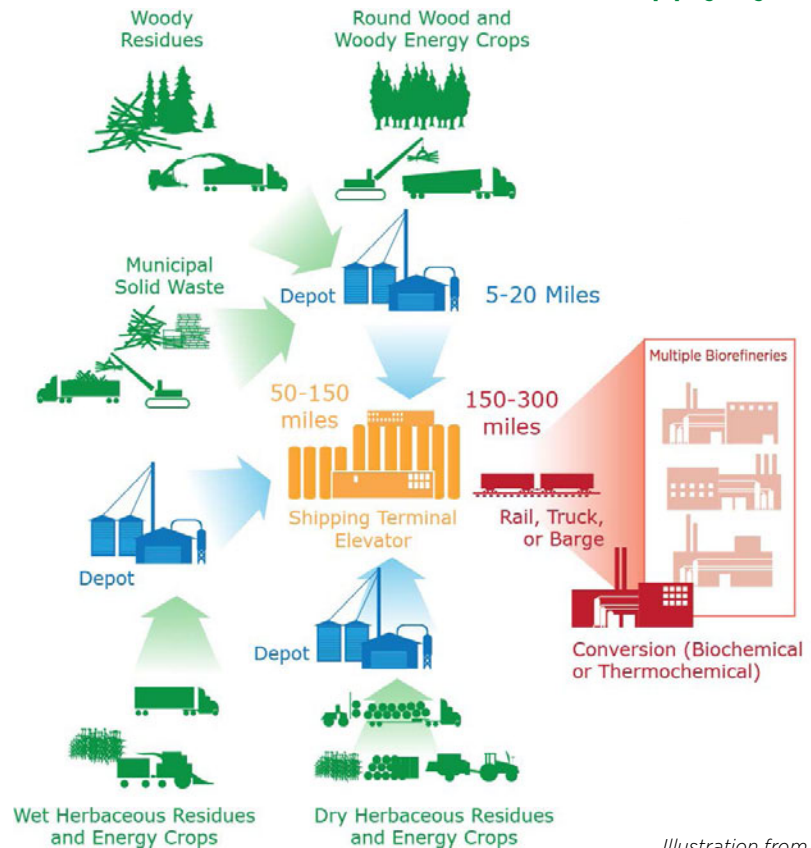 Woody
Residues
Round Wood and
Woody Energy Crops
Municipal
Solid Waste
Depot
5-20 Miles
Multiple Biorefineries
50-150
miles
150-300
miles
Shipping Terminal
Elevator
Rail, Truck,
or Barge
Depot
Depot
Conversion (Biochemical
or Thermochemical)
Wet Herbaceous Residues
and Energy Crops
Dry Herbaceous Residues
and Energy Crops
Illustration from